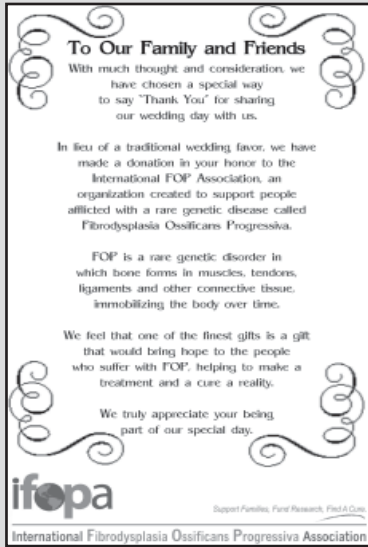 To Our Family and Friends
With much thought and consideration, we
have chosen a special way
to say "Thank You" for sharing
our wedding day with us.
In lieu of a traditional wedding favor, we have
made a donation in your honor to the
International FOP Association, an
organization created to support people
afflicted with a rare genetic disease called
Fibrodysplasia Ossificans Progressiva.
FOP is a rare genetic disorder in
which bone forms in muscles, tendons,
ligaments and other connective tissue,
immobilizing the body over time.
We feel that one of the finest gifts is a gift
that would bring hope to the people
who suffer with FOP, helping to make a
treatment and a cure a reality.
We truly appreciate your being
part of our special day.
ifopa
Support Families, Fund Research, Find A Cure.
International Fibrodysplasia Ossificans Progressiva Association